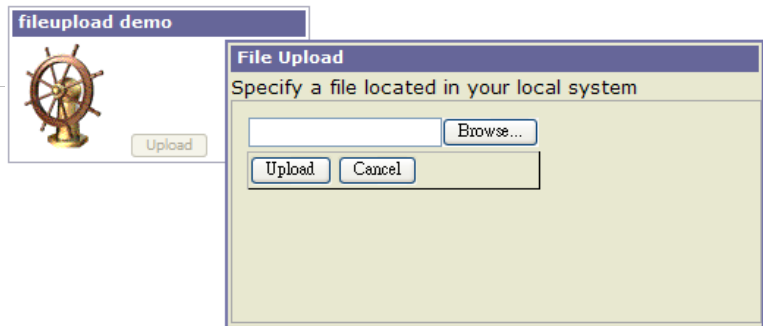 fileupload demo
Upload
File Upload
Specify a file located in your local system
Browse...
Upload Cancel